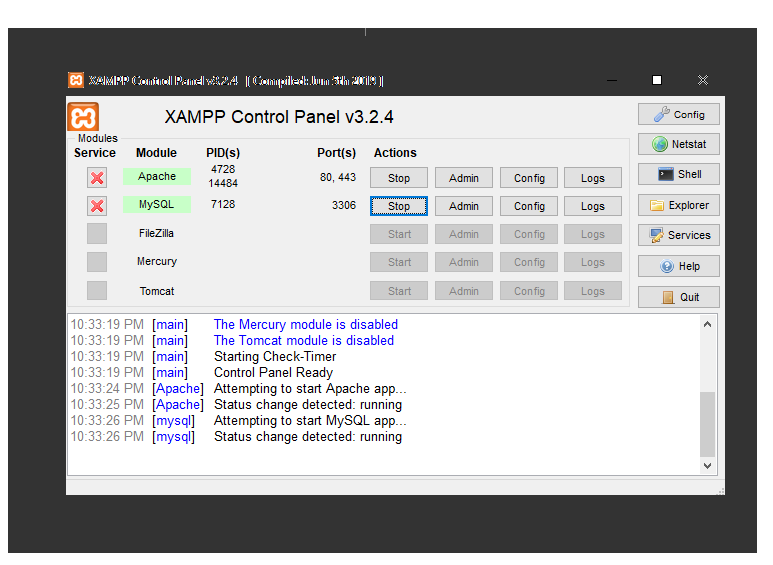 XAMPP Control Panel v3.2.4 [ Compiled: Jun 5th 2019 ]
XAMPP Control Panel v3.2.4
Config
Modules
Service Module PID(s) Port(s) Actions
Netstat
Apache 4728 14484 80, 443 Stop Admin Config Logs
Shell
MySQL 7128 3306 Stop Admin Config Logs
Explorer
FileZilla Start Admin Config Logs
Services
Mercury Start Admin Config Logs
Help
Tomcat Start Admin Config Logs
Quit
10:33:19 PM [main] The Mercury module is disabled
10:33:19 PM [main] The Tomcat module is disabled
10:33:19 PM [main] Starting Check-Timer
10:33:19 PM [main] Control Panel Ready
10:33:24 PM [Apache] Attempting to start Apache app...
10:33:25 PM [Apache] Status change detected: running
10:33:26 PM [mysql] Attempting to start MySQL app...
10:33:26 PM [mysql] Status change detected: running